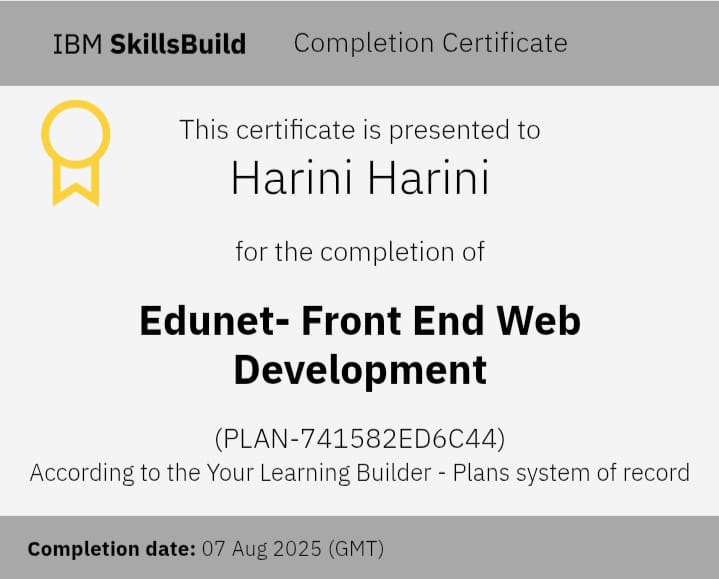 IBM SkillsBuild Completion Certificate
This certificate is presented to
Harini Harini
for the completion of
Edunet- Front End Web
Development
(PLAN-741582ED6C44)
According to the Your Learning Builder - Plans system of record
Completion date: 07 Aug 2025 (GMT)